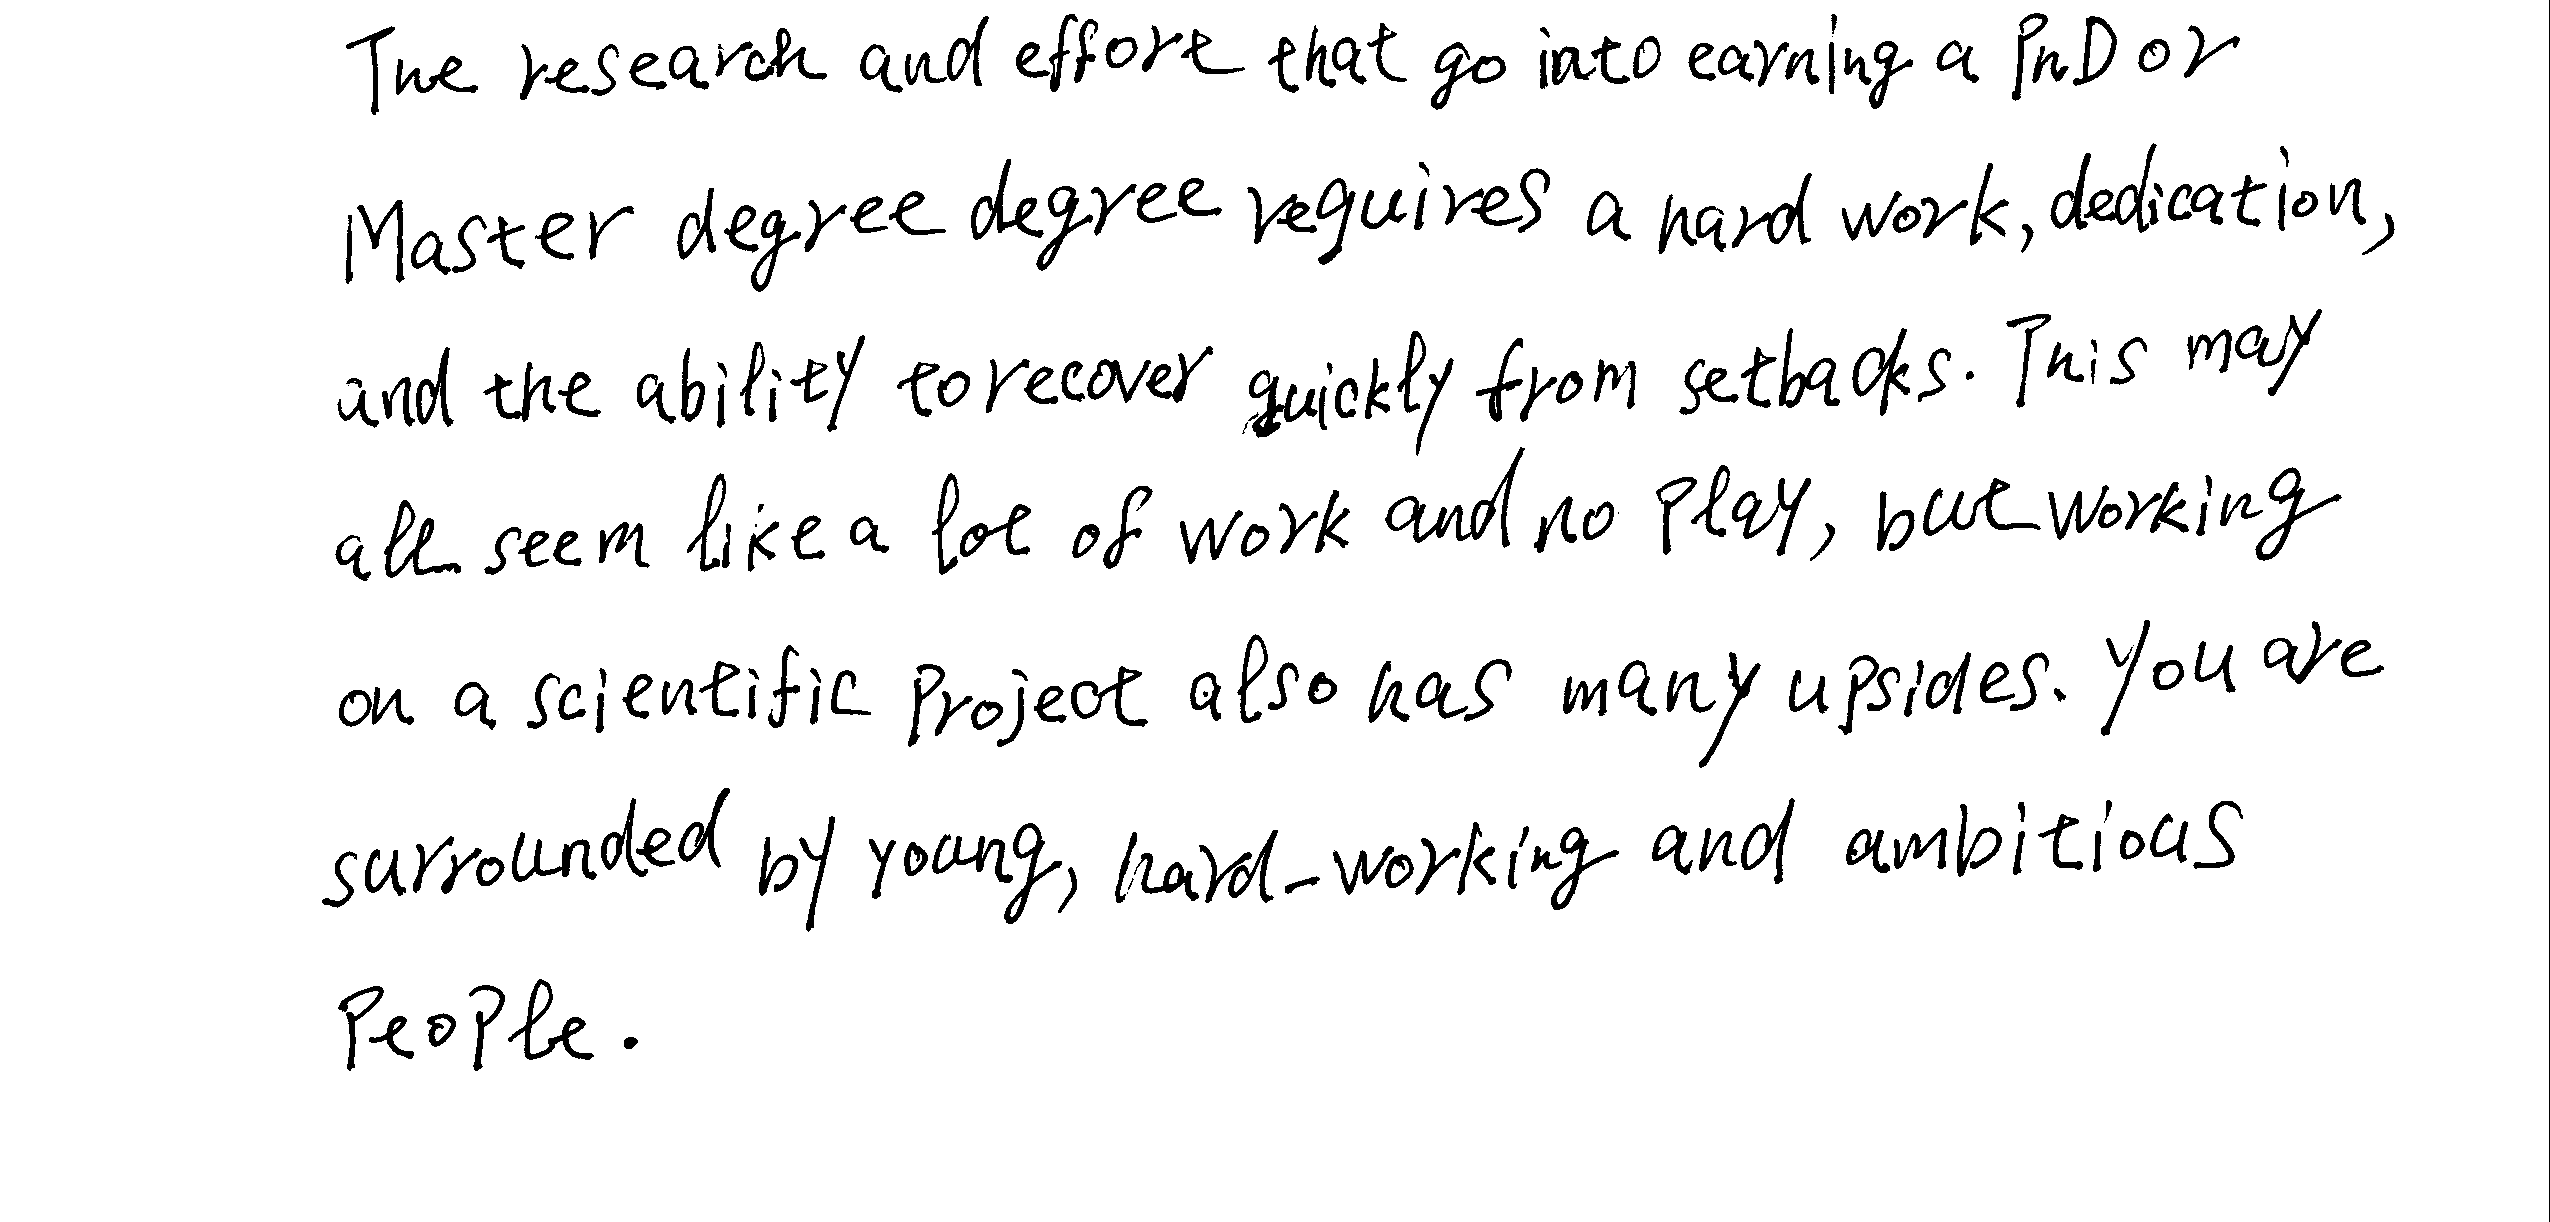 The research and effort that go into earning a PhD or
Master degree degree requires a hard work, dedication,
and the ability to recover quickly from setbacks. This may
all seem like a lot of work and no play, but working
on a scientific project also has many upsides. You are
surrounded by young, hard-working and ambitious
people.